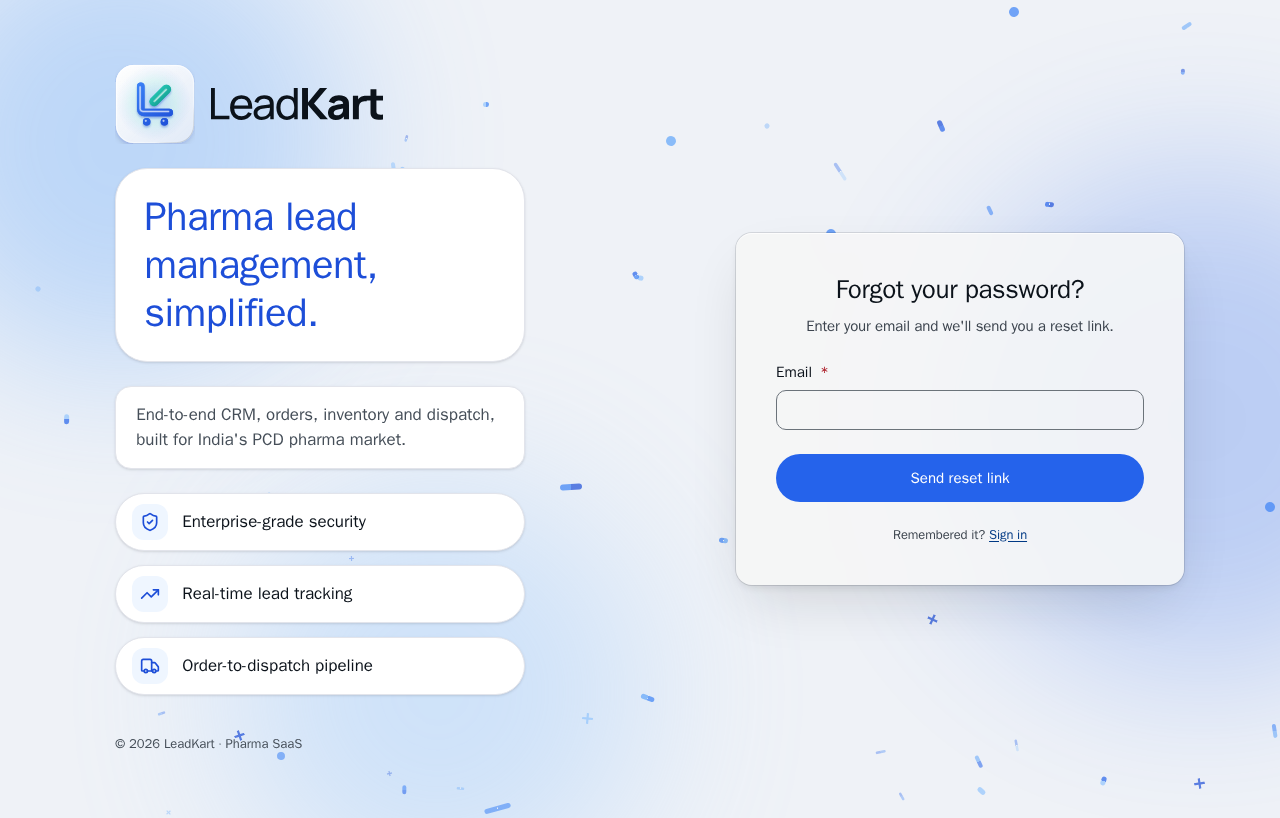 LeadKart
Pharma lead
management,
simplified.
End-to-end CRM, orders, inventory and dispatch,
built for India's PCD pharma market.
Enterprise-grade security
Real-time lead tracking
Order-to-dispatch pipeline
© 2026 LeadKart · Pharma SaaS
Forgot your password?
Enter your email and we'll send you a reset link.
Email *
Send reset link
Remembered it? Sign in